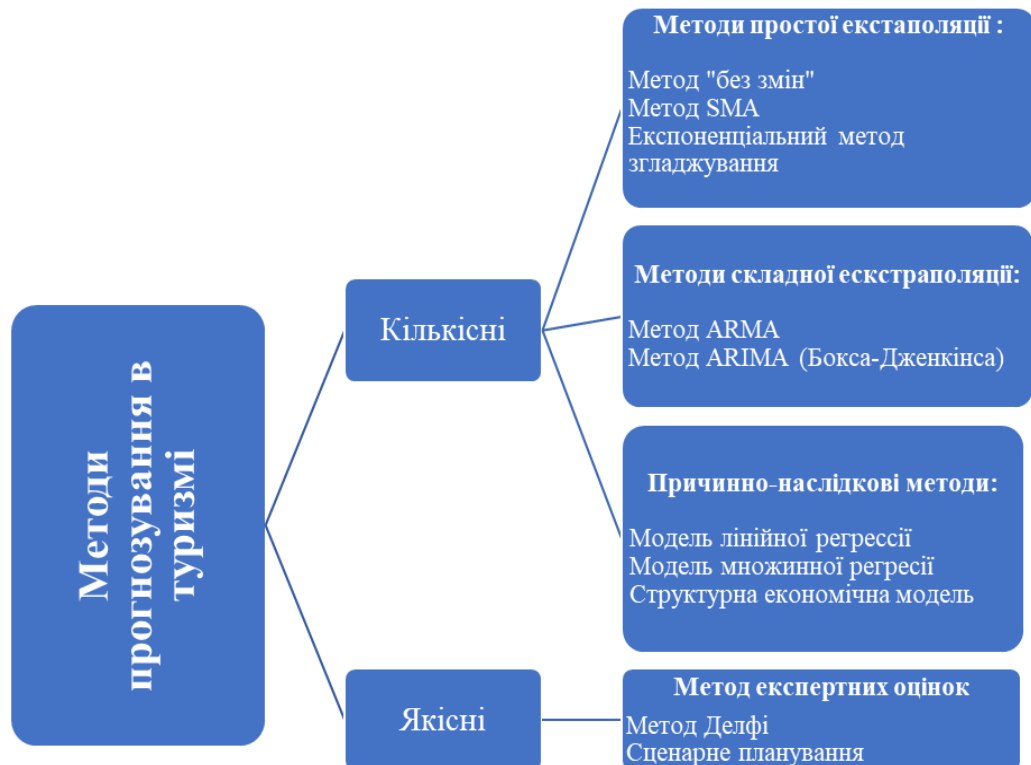 Методи
прогнозування в
туризмі
Кількісні
Методи простої екстаполяції :
Метод "без змін"
Метод SMA
Експоненціальний метод
згладжування
Методи складної ескстраполяції:
Метод ARMA
Метод ARIMA (Бокса-Дженкінса)
Причинно-наслідкові методи:
Модель лінійної регрессії
Модель множинної регресії
Структурна економічна модель
Якісні
Метод експертних оцінок
Метод Делфі
Сценарне планування